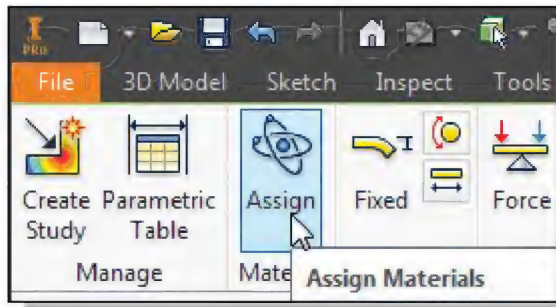 I
PRO
File 3D Model Sketch Inspect Tools
Create Parametric Assign Fixed Force
Study Table
Manage Mate
Assign Materials